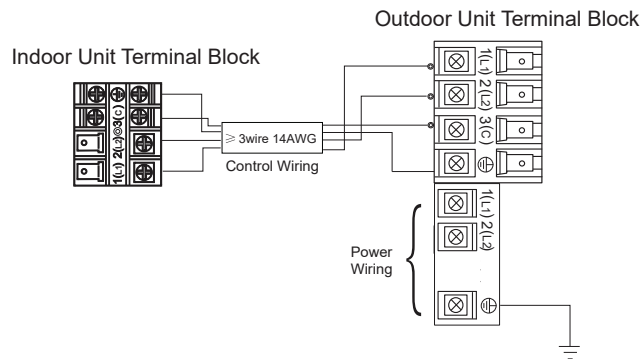 Outdoor Unit Terminal Block
Indoor Unit Terminal Block
1(L1) 2(L2) 3(C)
≥ 3wire 14AWG
Control Wiring
1(L1) 2(L2) 3(C)
1(L1) 2(L2)
Power
Wiring